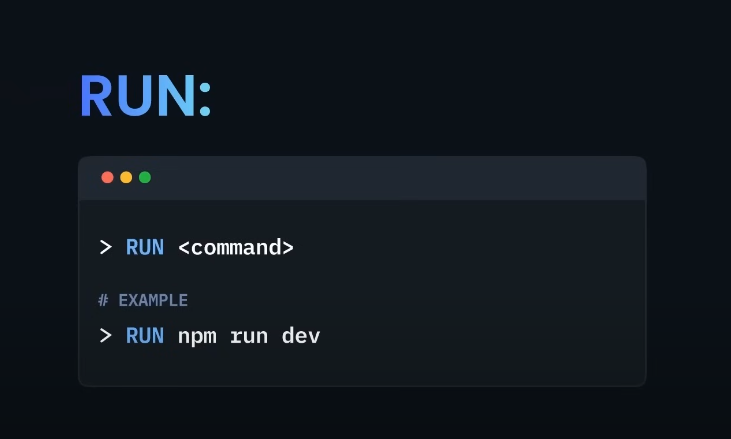 RUN:
> RUN <command>
# EXAMPLE
> RUN npm run dev